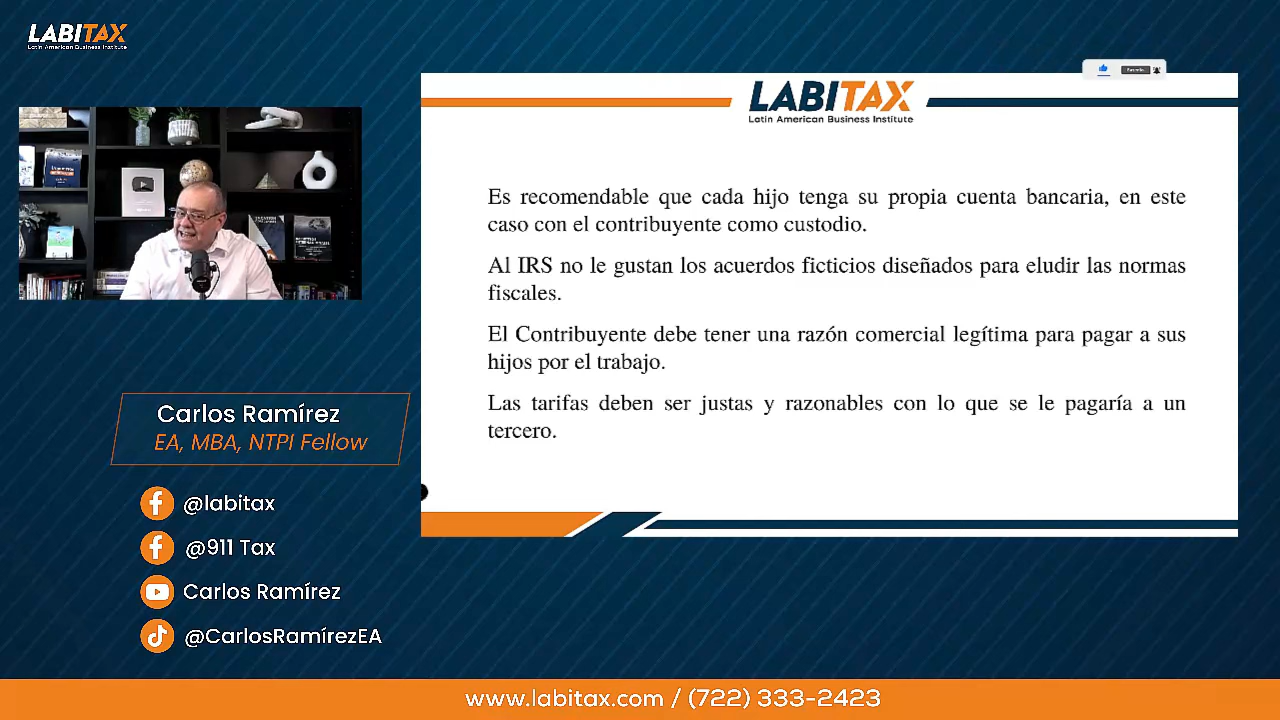 LABITAX
Latin American Business Institute
LABITAX
Latin American Business Institute
Es recomendable que cada hijo tenga su propia cuenta bancaria, en este
caso con el contribuyente como custodio.
Al IRS no le gustan los acuerdos ficticios diseñados para eludir las normas
fiscales.
El Contribuyente debe tener una razón comercial legítima para pagar a sus
hijos por el trabajo.
Las tarifas deben ser justas y razonables con lo que se le pagaría a un
tercero.
Carlos Ramírez
EA, MBA, NTPI Fellow
@labitax
@911 Tax
Carlos Ramírez
@CarlosRamírezEA
www.labitax.com / (722) 333-2423